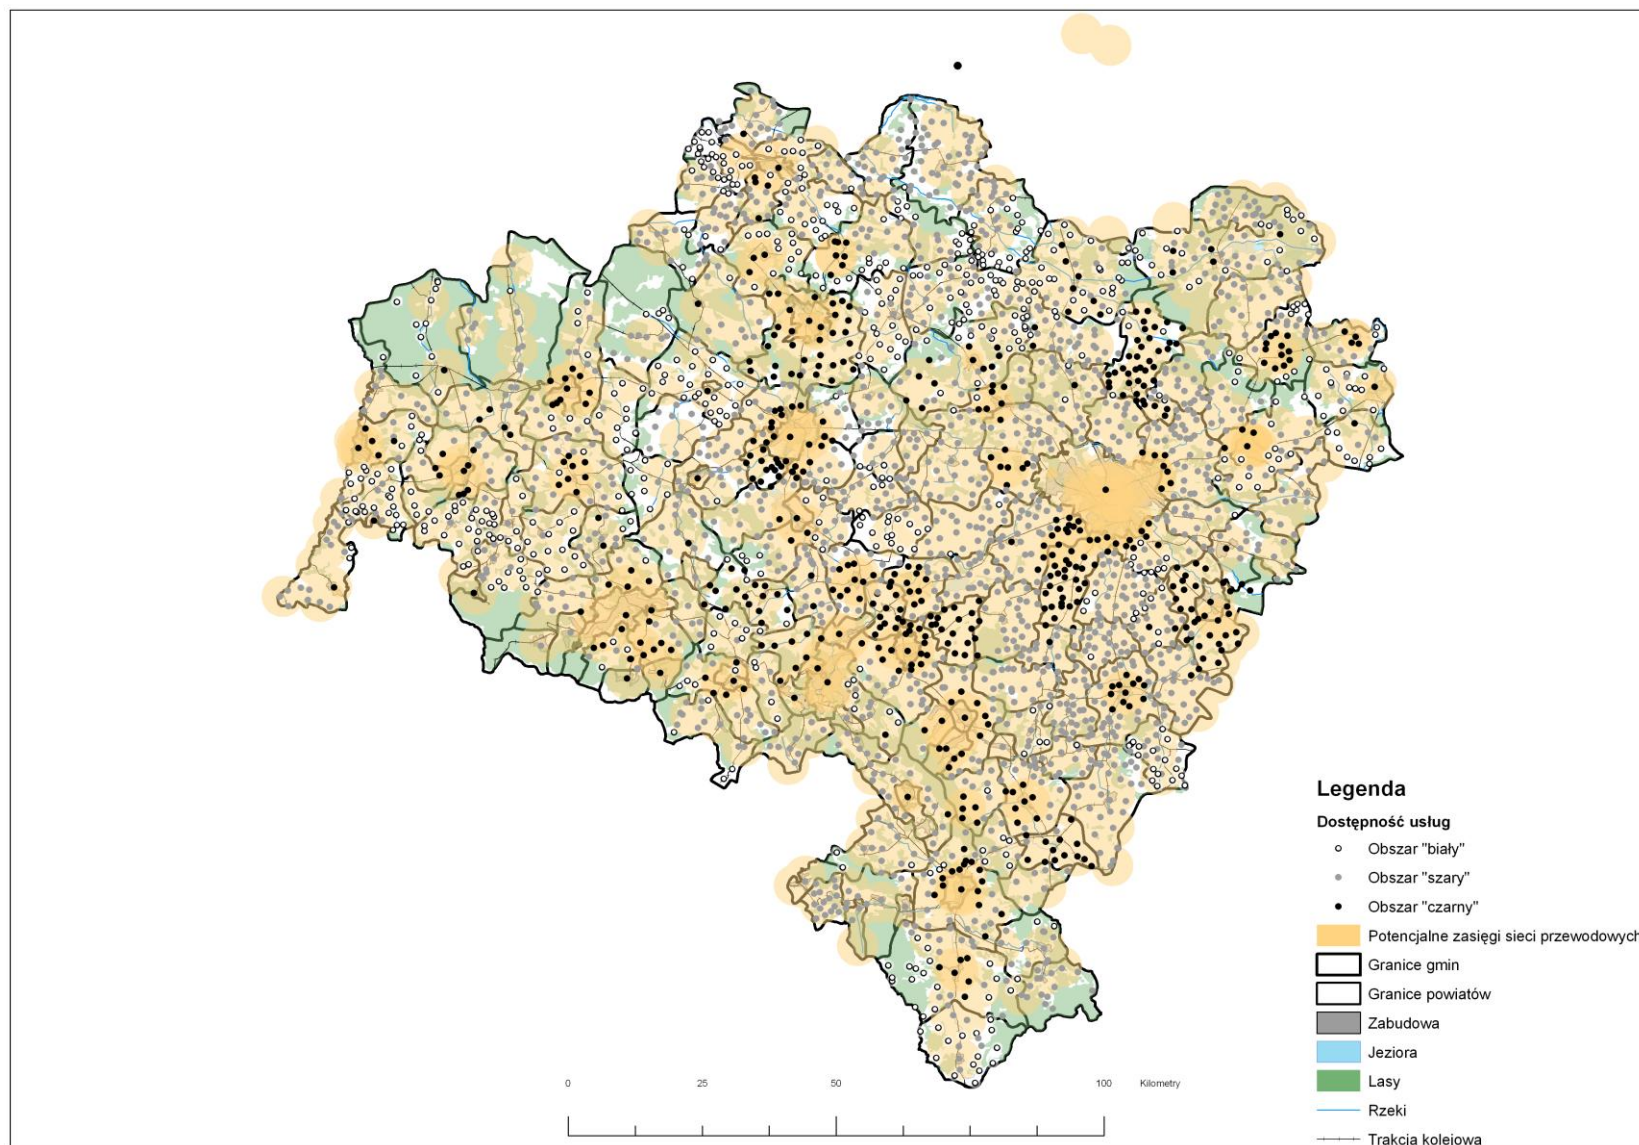 Legenda
Dostępność usług
Obszar "biały"
Obszar "szary"
Obszar "czarny"
Potencjalne zasięgi sieci przewodowych
Granice gmin
Granice powiatów
Zabudowa
Jeziora
Lasy
Rzeki
Trakcja kolejowa
0 25 50 100 Kilometry